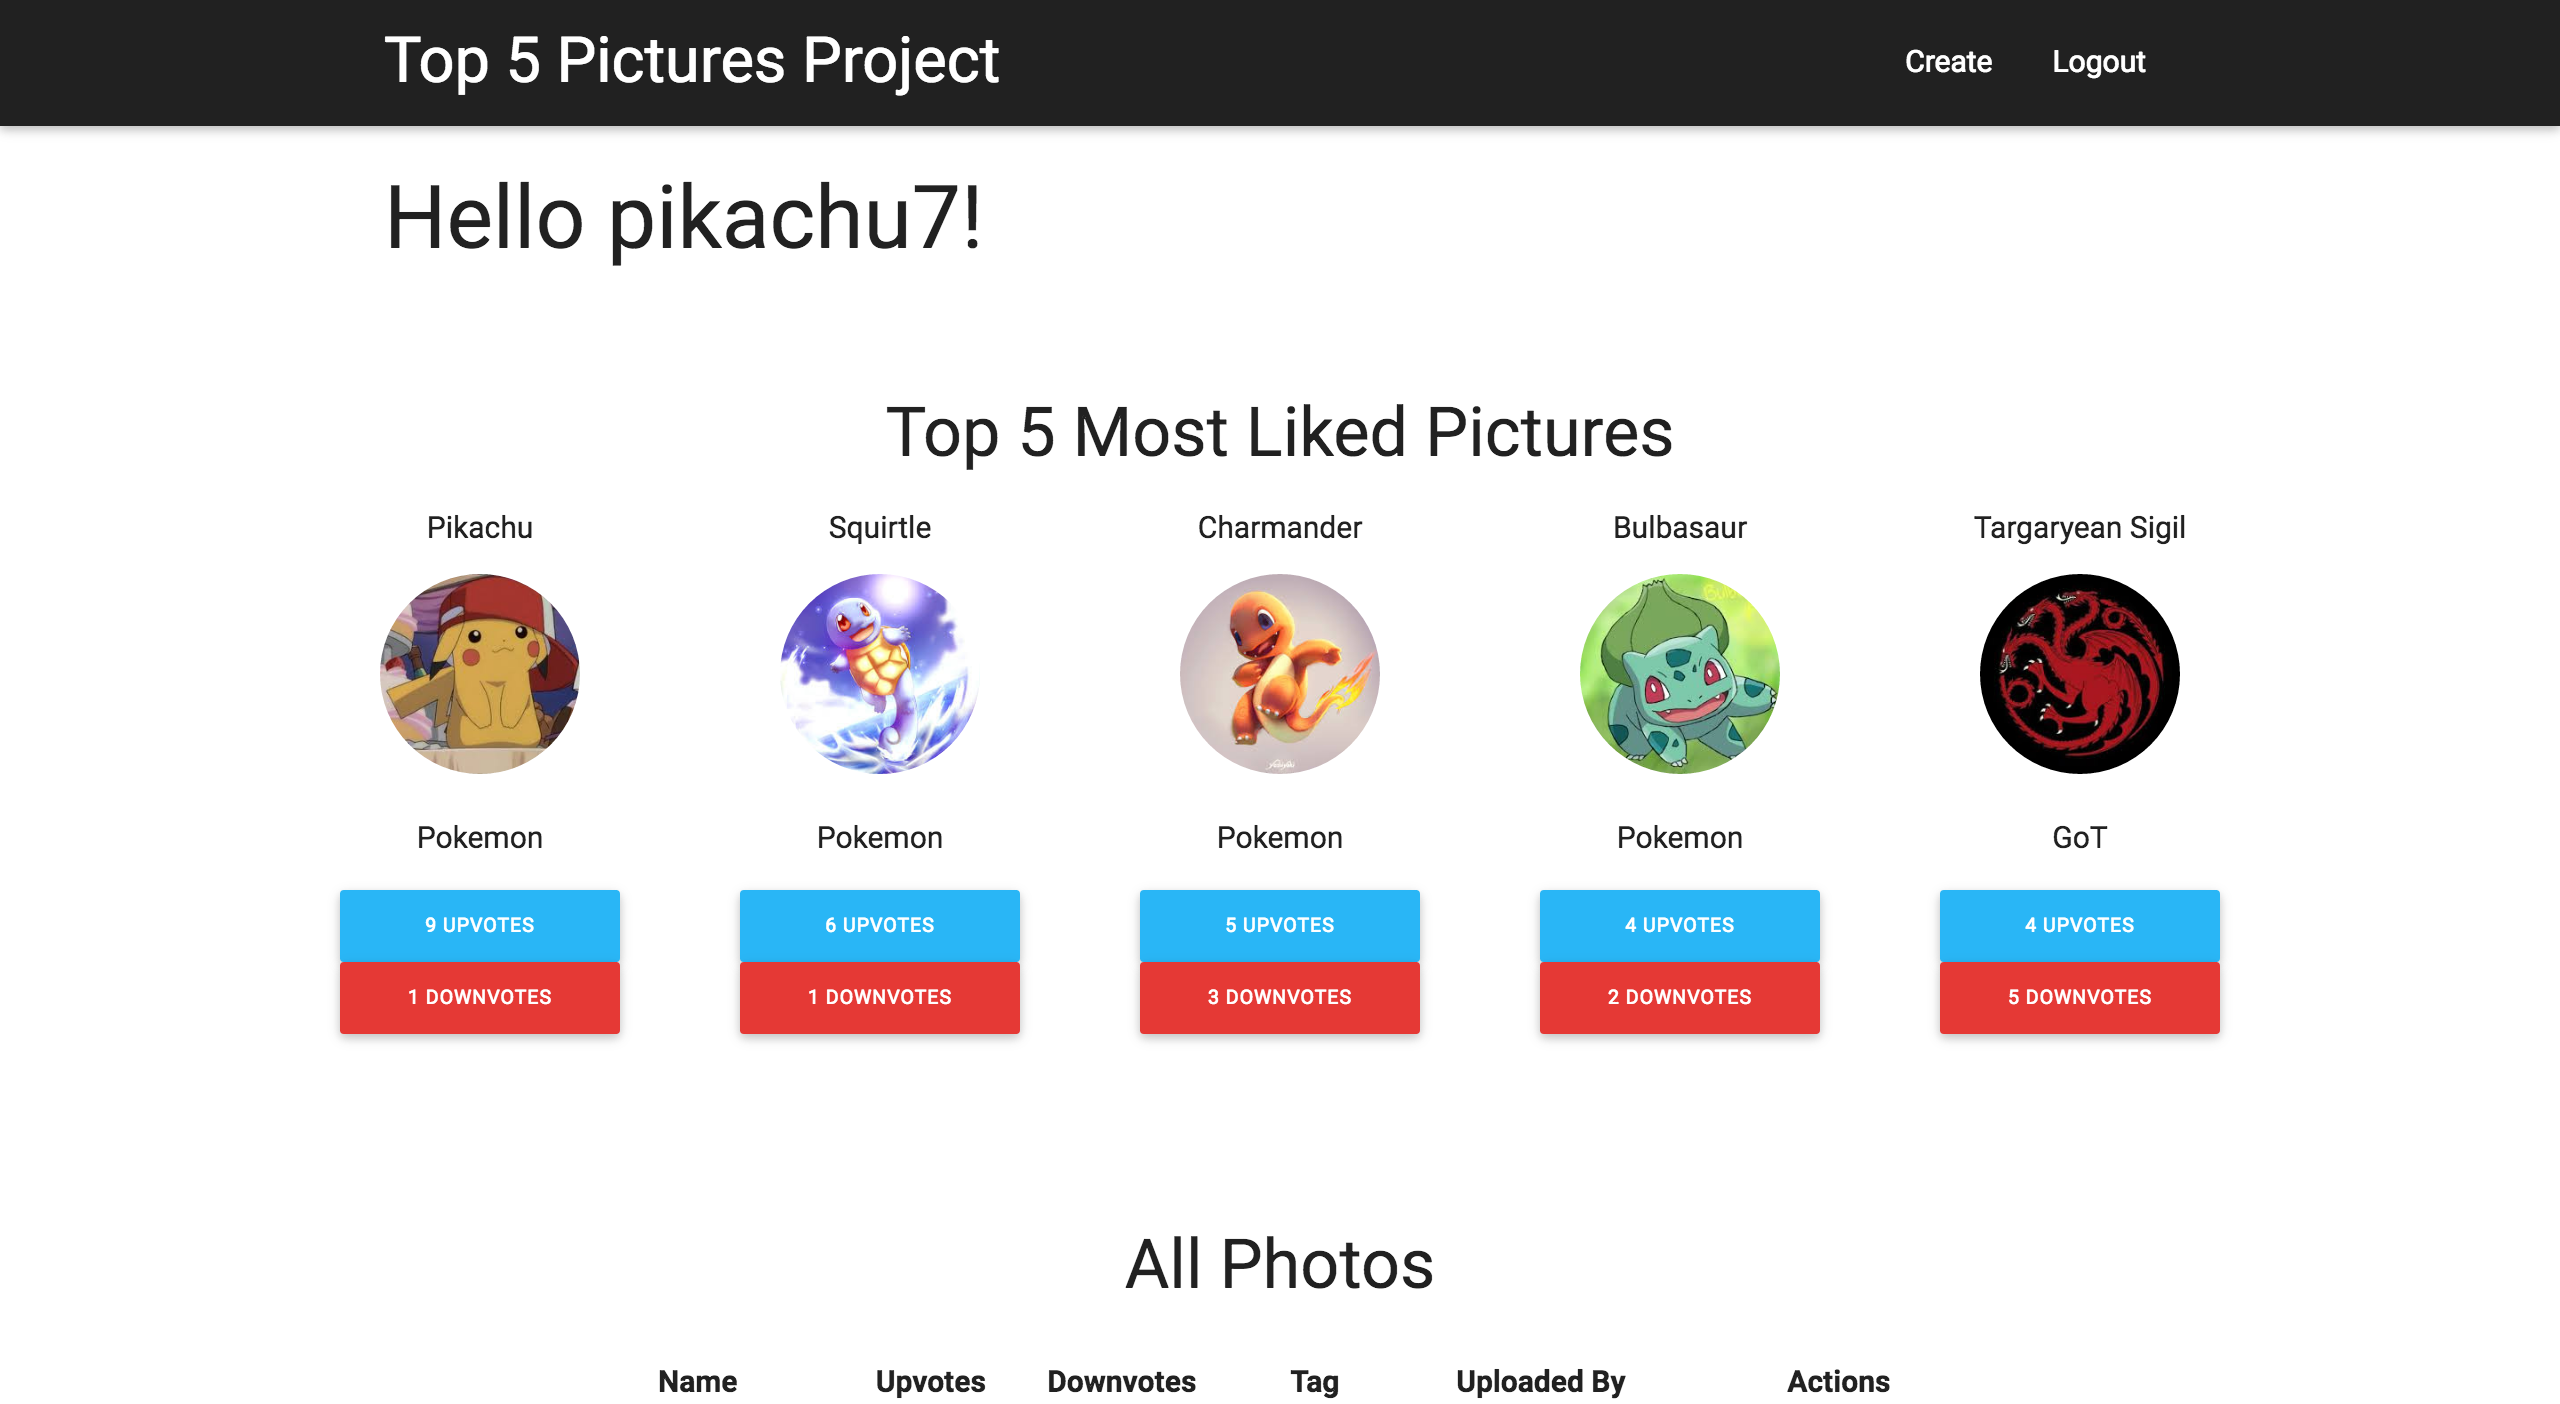 Top 5 Pictures Project Create Logout
Hello pikachu7!
Top 5 Most Liked Pictures
Pikachu Squirtle Charmander Bulbasaur Targaryean Sigil
Pokemon Pokemon Pokemon Pokemon GoT
9 UPVOTES 6 UPVOTES 5 UPVOTES 4 UPVOTES 4 UPVOTES
1 DOWNVOTES 1 DOWNVOTES 3 DOWNVOTES 2 DOWNVOTES 5 DOWNVOTES
All Photos
Name Upvotes Downvotes Tag Uploaded By Actions